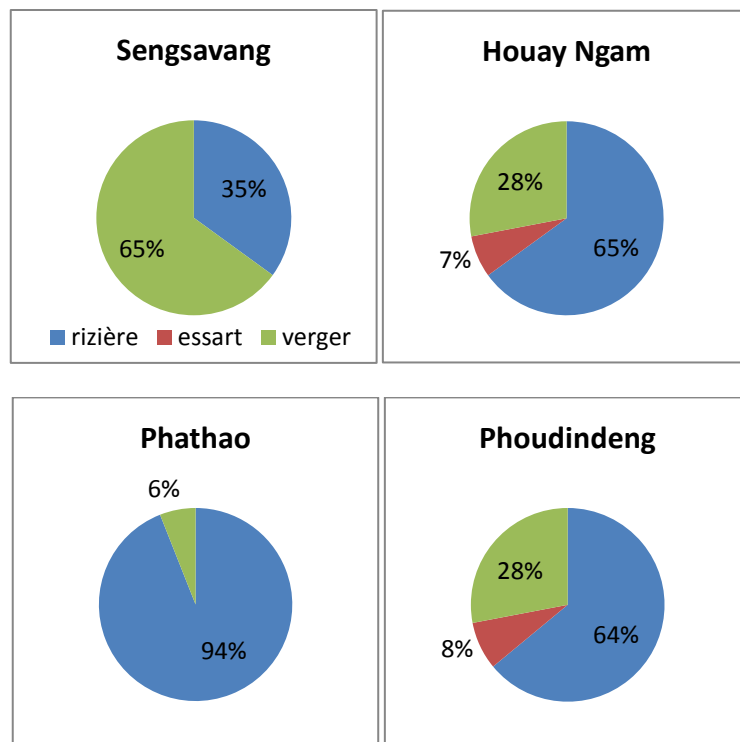 Sengsavang
35%
65%
rizière essart verger
Houay Ngam
28%
7%
65%
Phathao
6%
94%
Phoudindeng
28%
8%
64%